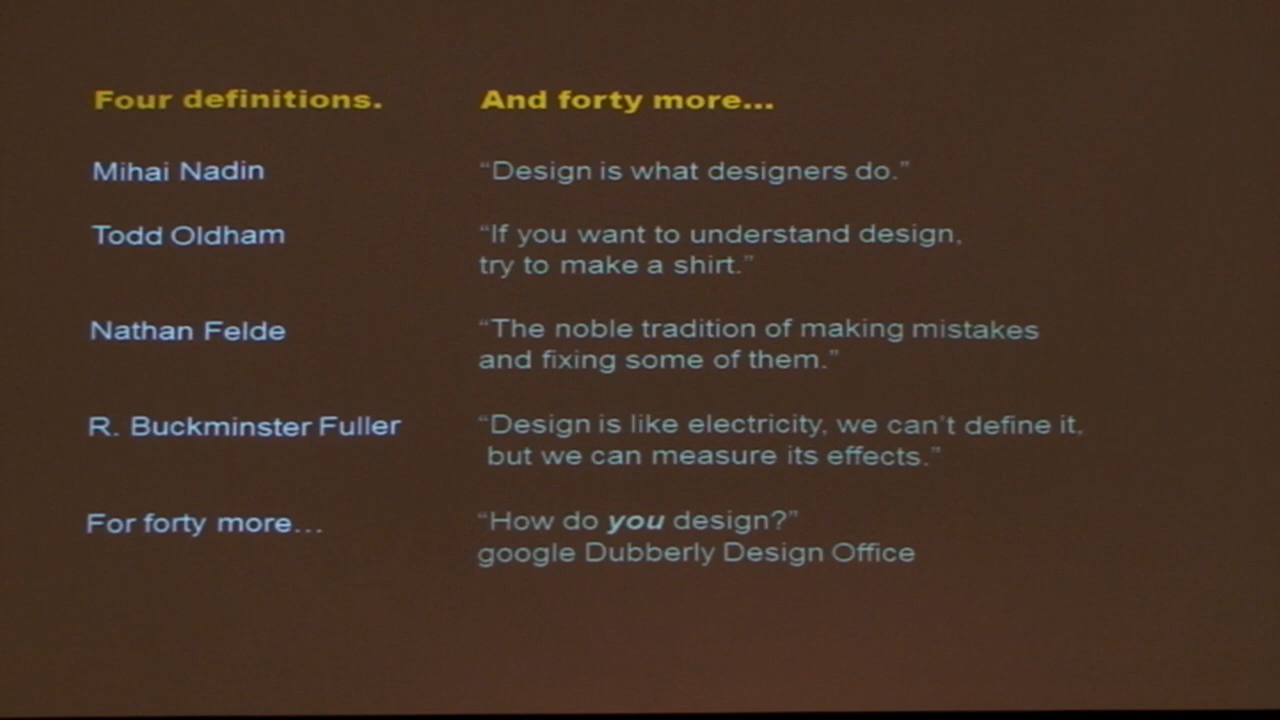 Four definitions. And forty more...
Mihai Nadin “Design is what designers do.”
Todd Oldham “If you want to understand design,
try to make a shirt.”
Nathan Felde “The noble tradition of making mistakes
and fixing some of them.”
R. Buckminster Fuller “Design is like electricity, we can't define it,
but we can measure its effects.”
For forty more... “How do you design?”
google Dubberly Design Office